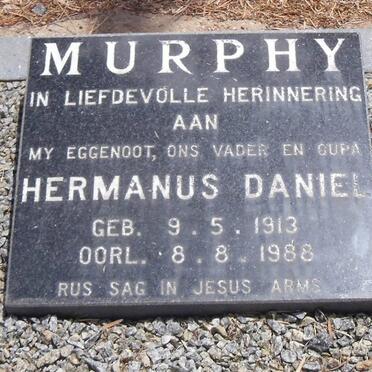 MURPHY
IN LIEFDEVOLLE HERINNERING
AAN
MY EGGENOOT, ONS VADER EN OUPA
HERMANUS DANIEL
GEB. 9.5.1913
OORL. 8.8.1988
RUS SAG IN JESUS ARMS